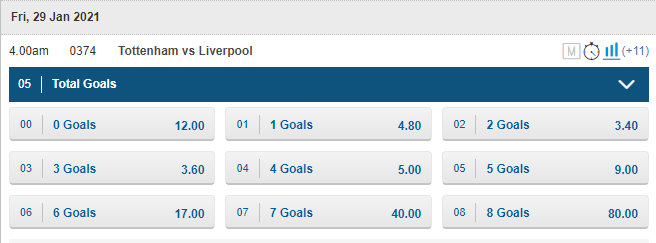 Fri, 29 Jan 2021
4.00am 0374 Tottenham vs Liverpool M (+11)
05 Total Goals
00 0 Goals 12.00 01 1 Goals 4.80 02 2 Goals 3.40
03 3 Goals 3.60 04 4 Goals 5.00 05 5 Goals 9.00
06 6 Goals 17.00 07 7 Goals 40.00 08 8 Goals 80.00